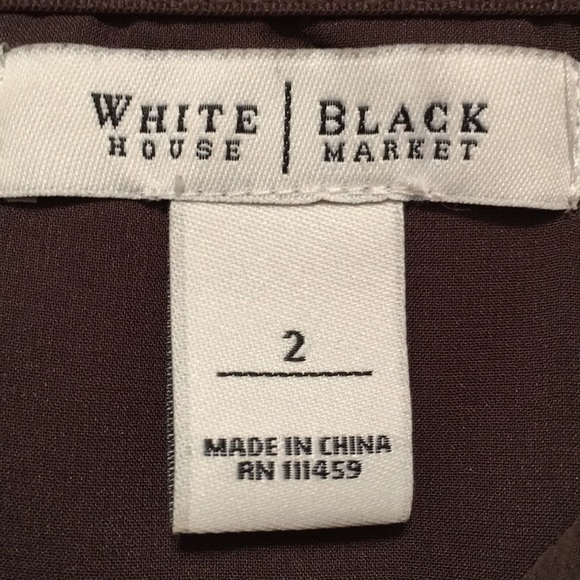 WHITE | BLACK
HOUSE | MARKET
2
MADE IN CHINA
RN 111459